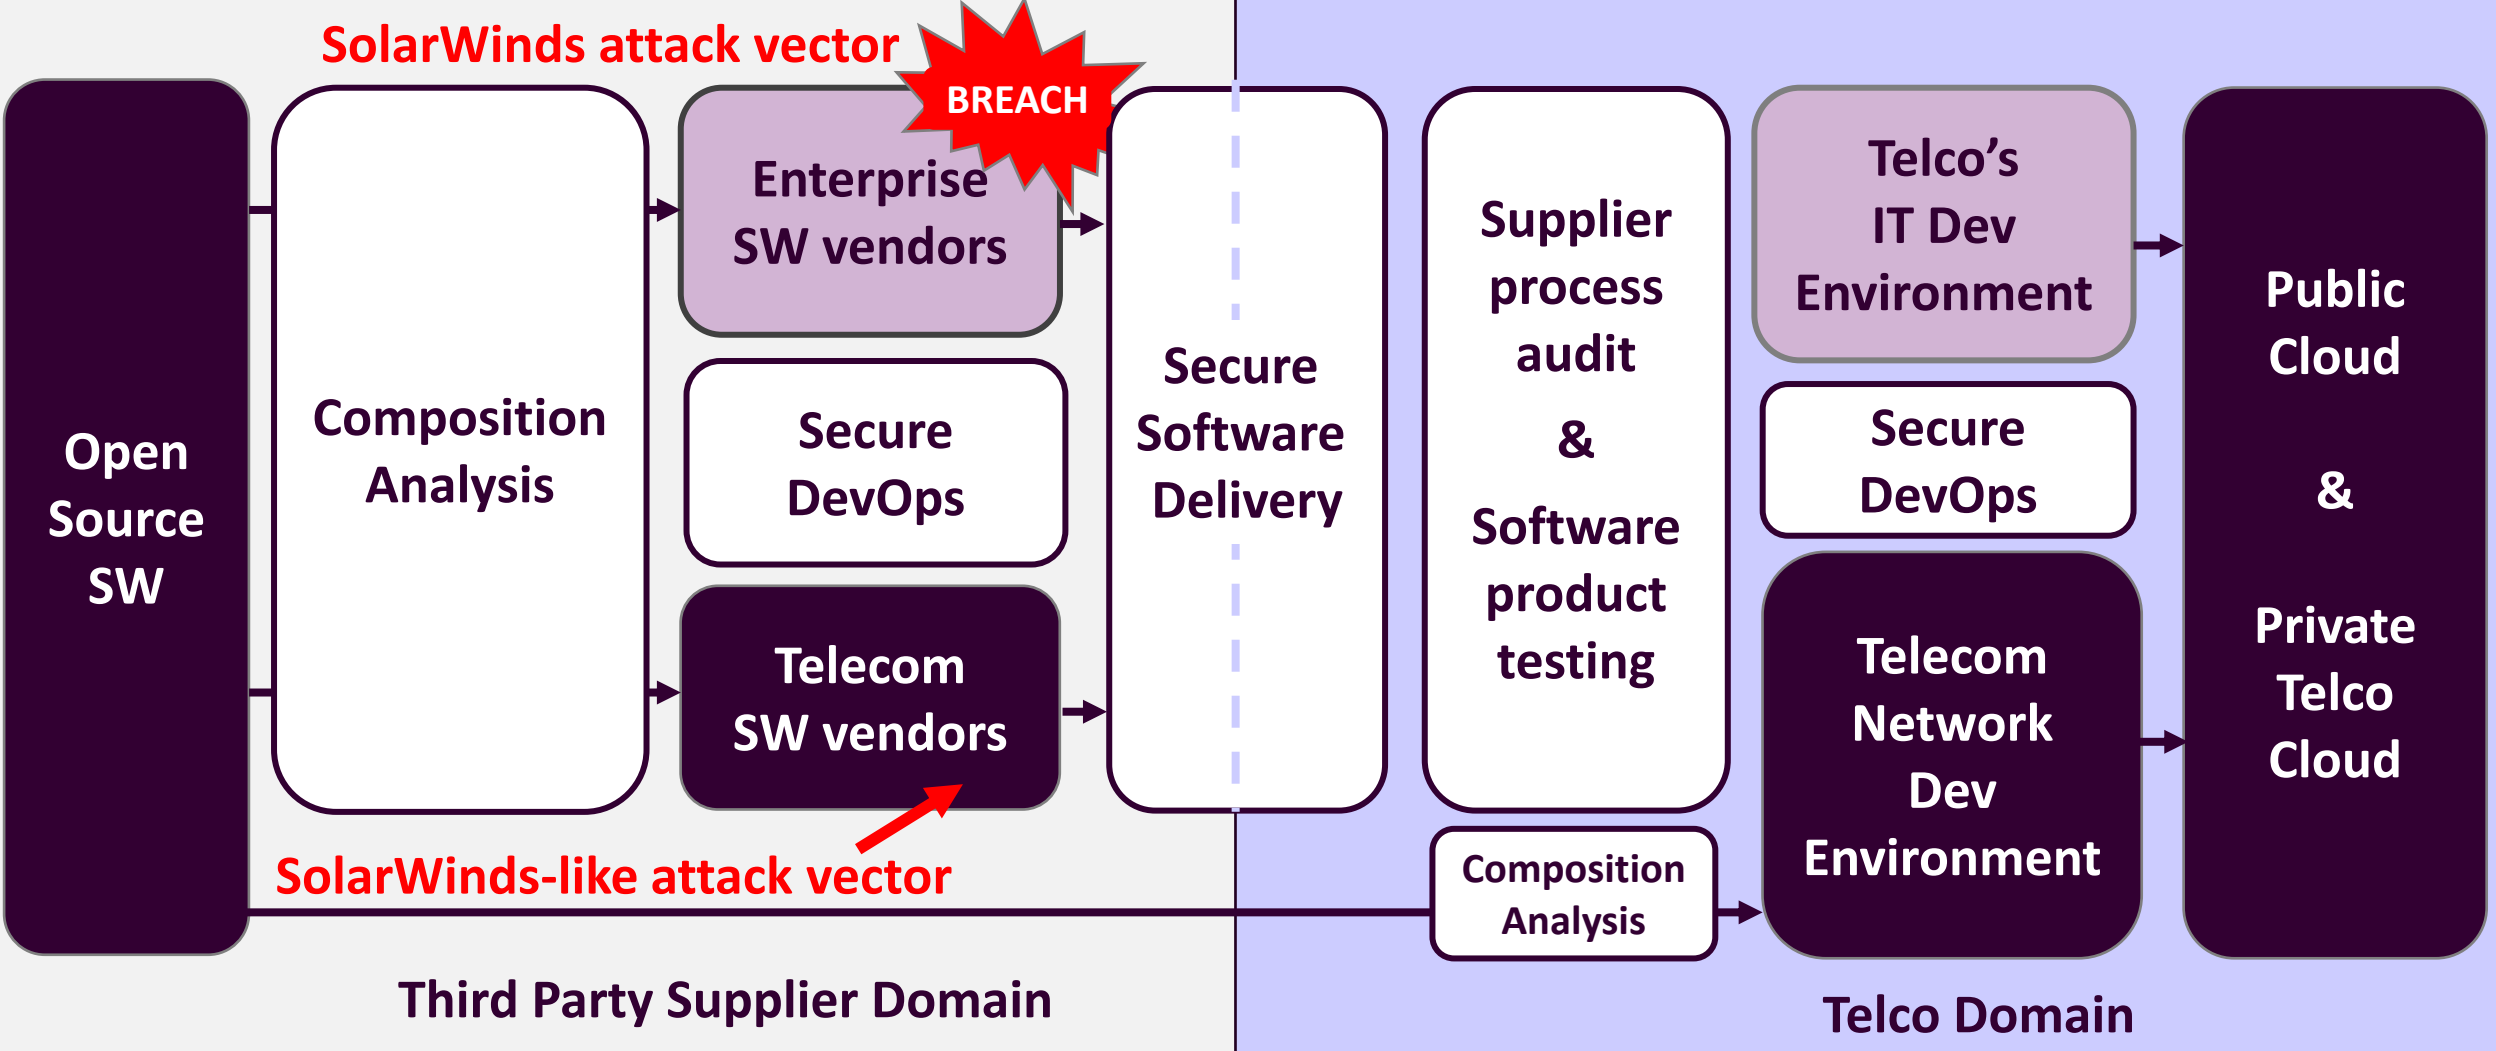 SolarWinds attack vector
BREACH
Open
Source
SW
Composition
Analysis
Enterprise
SW vendors
Secure
DevOps
Telecom
SW vendors
SolarWinds-like attack vector
Third Party Supplier Domain
Secure
Software
Delivery
Supplier
process
audit
&
Software
product
testing
Composition
Analysis
Telco’s
IT Dev
Environment
Secure
DevOps
Telecom
Network
Dev
Environment
Public
Cloud
&
Private
Telco
Cloud
Telco Domain